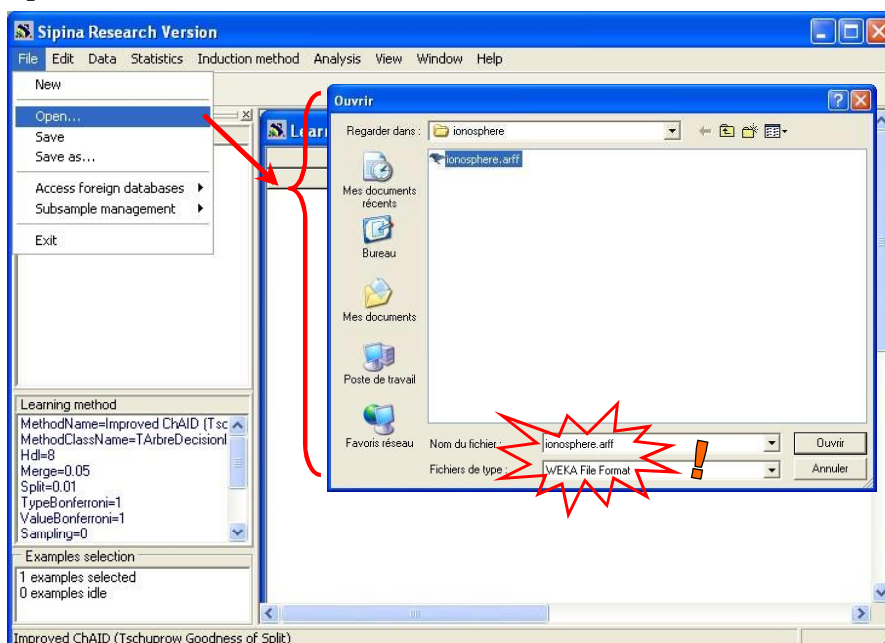 Sipina Research Version
File Edit Data Statistics Induction method Analysis View Window Help
New
Open...
Save
Save as...
Access foreign databases
Subsample management
Exit
Ouvrir
Regarder dans :
ionosphere
ionosphere.arff
Mes documents
récents
Bureau
Mes documents
Poste de travail
Favoris réseau
Nom du fichier :
ionosphere.arff
Ouvrir
Fichiers de type :
WEKA File Format
Annuler
!
Learning method
MethodName=Improved ChAID (Tsc
MethodClassName=TArbreDecisionI
Hdl=8
Merge=0.05
Split=0.01
TypeBonferroni=1
ValueBonferroni=1
Sampling=0
Examples selection
1 examples selected
0 examples idle
Improved ChAID (Tschuprow Goodness of Split)